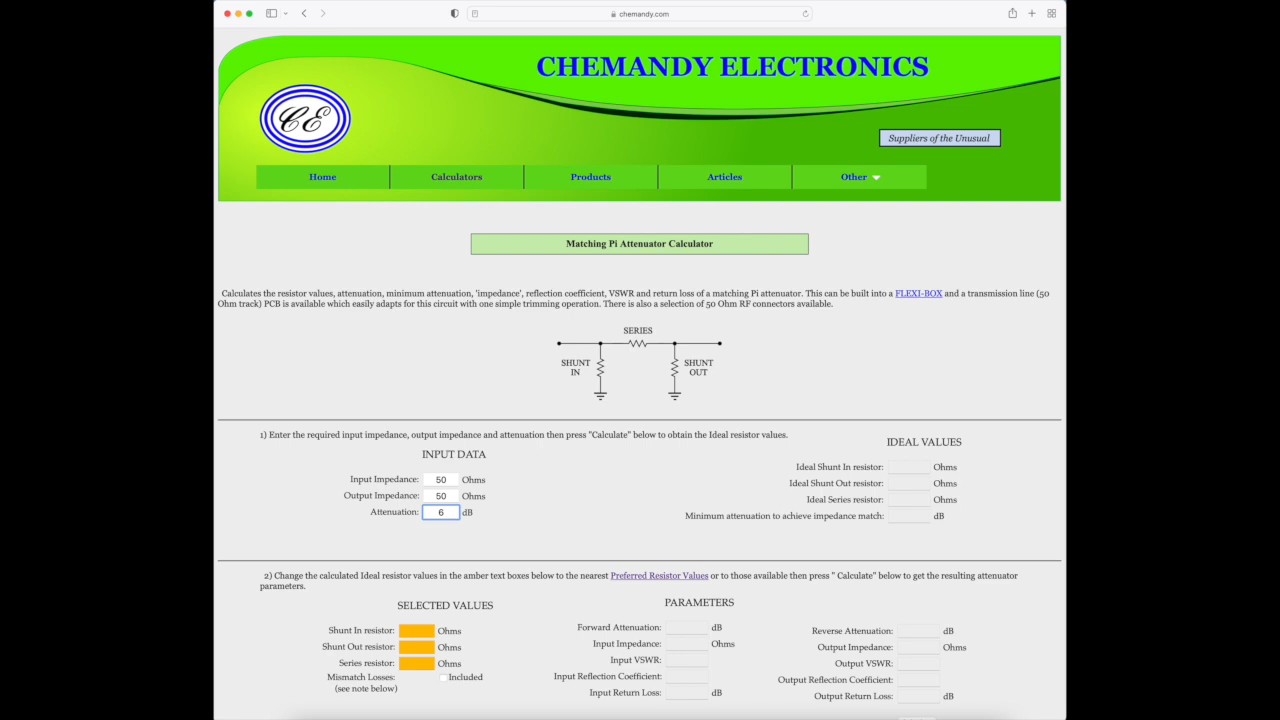 chemandy.com
CHEMANDY ELECTRONICS
CE
Suppliers of the Unusual
Home Calculators Products Articles Other
Matching Pi Attenuator Calculator
Calculates the resistor values, attenuation, minimum attenuation, 'impedance', reflection coefficient, VSWR and return loss of a matching Pi attenuator. This can be built into a FLEXI-BOX and a transmission line (50
Ohm track) PCB is available which easily adapts for this circuit with one simple trimming operation. There is also a selection of 50 Ohm RF connectors available.
SERIES
SHUNT IN
SHUNT OUT
1) Enter the required input impedance, output impedance and attenuation then press "Calculate" below to obtain the Ideal resistor values.
INPUT DATA
Input Impedance: 50 Ohms
Output Impedance: 50 Ohms
Attenuation: 6 dB
IDEAL VALUES
Ideal Shunt In resistor: Ohms
Ideal Shunt Out resistor: Ohms
Ideal Series resistor: Ohms
Minimum attenuation to achieve impedance match: dB
2) Change the calculated Ideal resistor values in the amber text boxes below to the nearest Preferred Resistor Values or to those available then press " Calculate" below to get the resulting attenuator
parameters.
SELECTED VALUES
Shunt In resistor: Ohms
Shunt Out resistor: Ohms
Series resistor: Ohms
Mismatch Losses: Included
(see note below)
PARAMETERS
Forward Attenuation: dB
Input Impedance: Ohms
Input VSWR:
Input Reflection Coefficient:
Input Return Loss: dB
Reverse Attenuation: dB
Output Impedance: Ohms
Output VSWR:
Output Reflection Coefficient:
Output Return Loss: dB